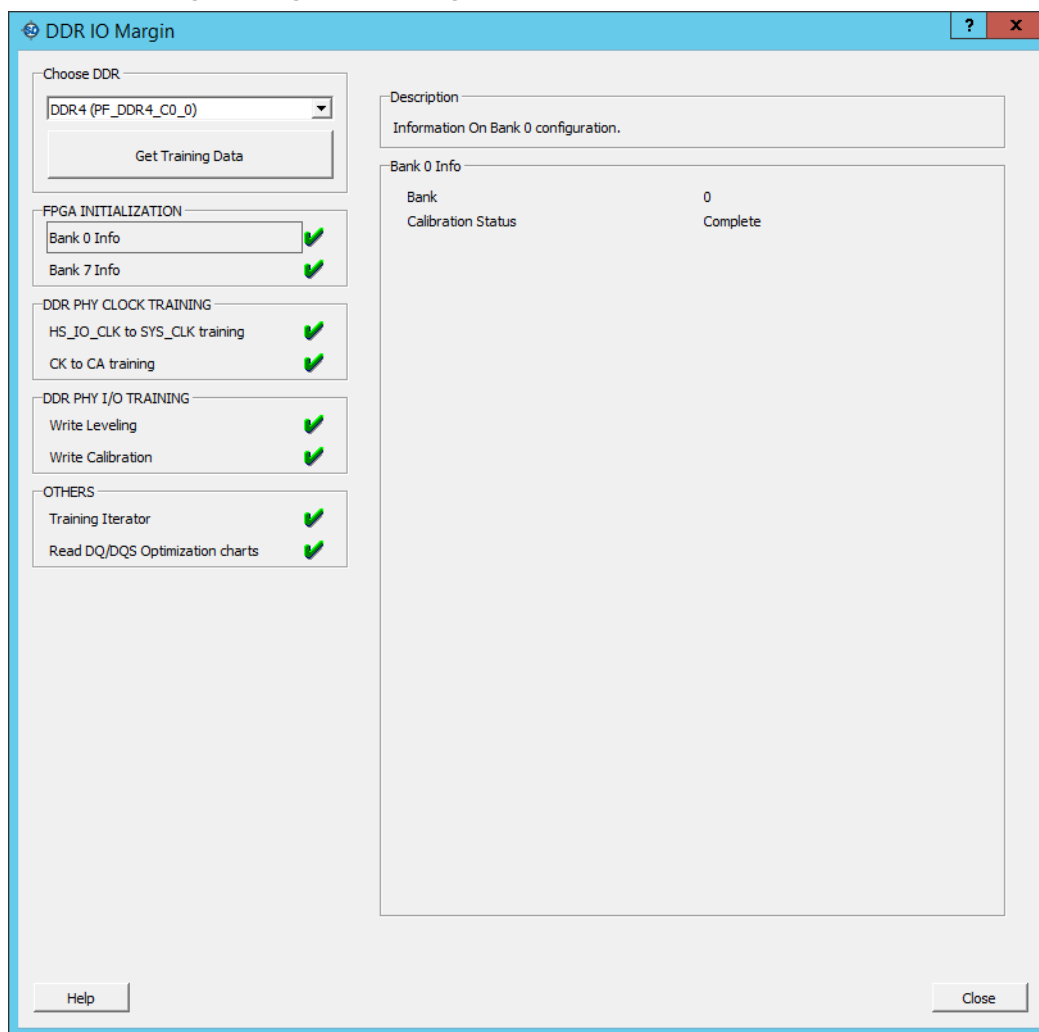 DDR IO Margin
?
x
Choose DDR
DDR4 (PF_DDR4_C0_0)
Get Training Data
FPGA INITIALIZATION
Bank 0 Info
Bank 7 Info
DDR PHY CLOCK TRAINING
HS_IO_CLK to SYS_CLK training
CK to CA training
DDR PHY I/O TRAINING
Write Leveling
Write Calibration
OTHERS
Training Iterator
Read DQ/DQS Optimization charts
Description
Information On Bank 0 configuration.
Bank 0 Info
Bank 0
Calibration Status Complete
Help
Close